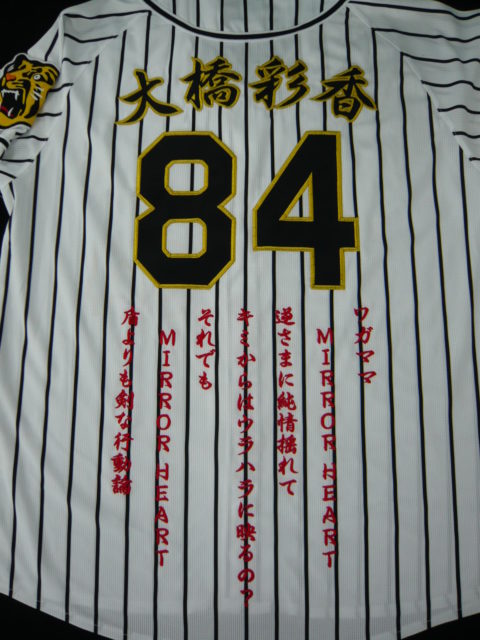 大橋彩香
84
ワガママ
MIRROR HEART
逆さまに純情揺れて
キミからはウラハラに映るの?
それでも
MIRROR HEART
盾よりも剣な行動論